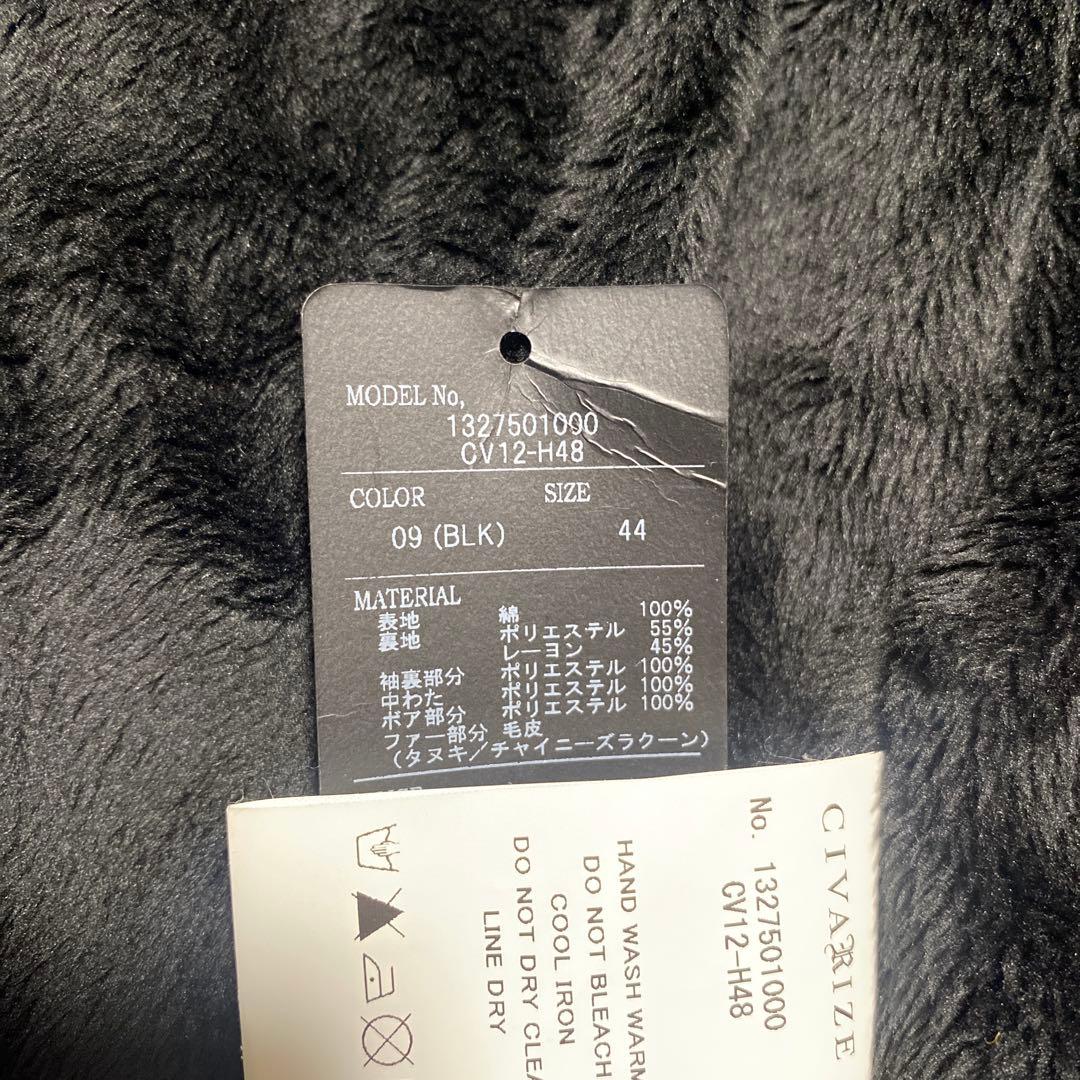 MODEL No,
1327501000
CV12-H48
COLOR SIZE
09 (BLK) 44
MATERIAL
表地 綿 100%
裏地 ポリエステル 55%
レーヨン 45%
袖裏部分 ポリエステル 100%
中わた ポリエステル 100%
ボア部分 ポリエステル 100%
ファー部分 毛皮
(タヌキ/チャイニーズラクーン)
CIVARIZE
No. 1327501000
CV12-H48
HAND WASH WARM
DO NOT BLEACH
COOL IRON
DO NOT DRY CLEA
LINE DRY